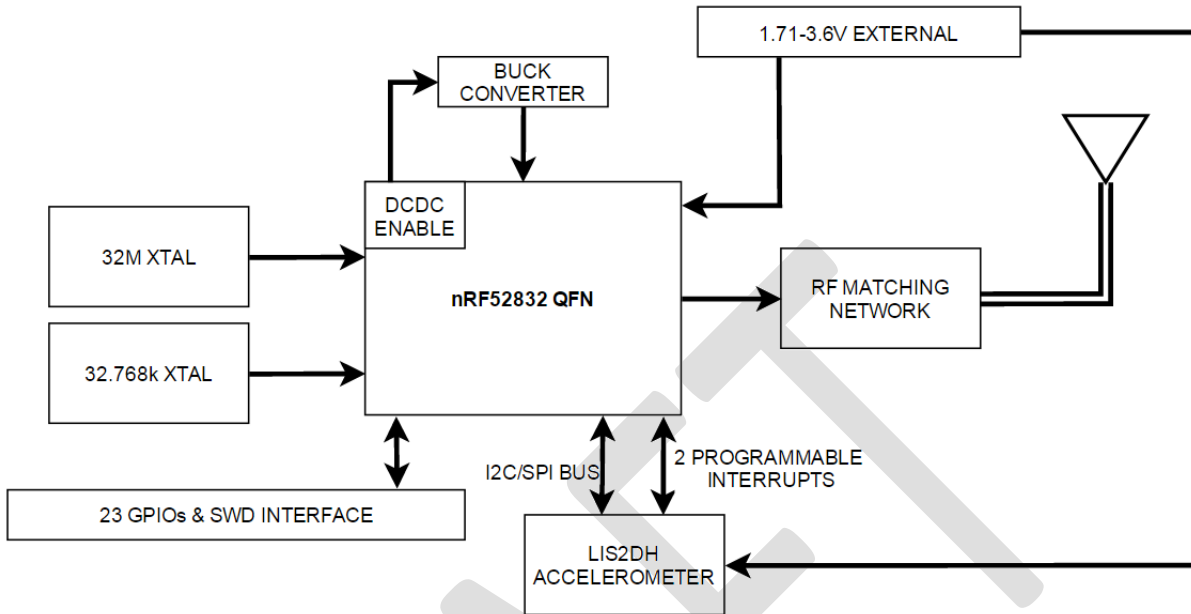 1.71-3.6V EXTERNAL
BUCK
CONVERTER
DCDC
ENABLE
32M XTAL
nRF52832 QFN
RF MATCHING
NETWORK
32.768k XTAL
I2C/SPI BUS
2 PROGRAMMABLE
INTERRUPTS
23 GPIOs & SWD INTERFACE
LIS2DH
ACCELEROMETER